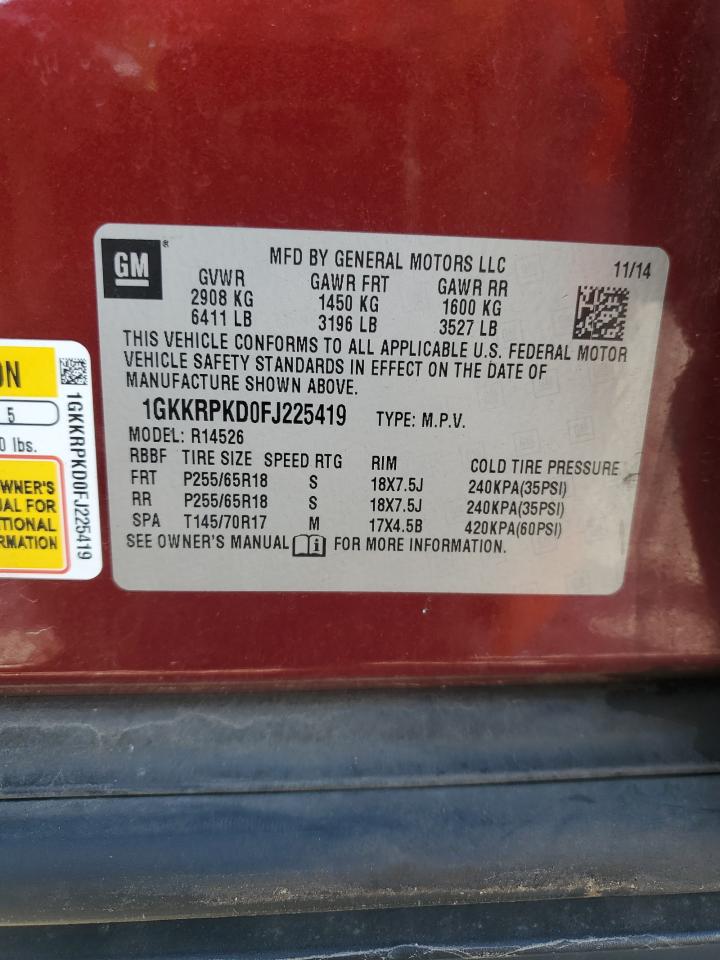 GM
MFD BY GENERAL MOTORS LLC
11/14
GVWR GAWR FRT GAWR RR
2908 KG 1450 KG 1600 KG
6411 LB 3196 LB 3527 LB
THIS VEHICLE CONFORMS TO ALL APPLICABLE U.S. FEDERAL MOTOR
VEHICLE SAFETY STANDARDS IN EFFECT ON THE DATE OF
MANUFACTURE SHOWN ABOVE.
1GKKRPKD0FJ225419 TYPE: M.P.V.
MODEL: R14526
RBBF TIRE SIZE SPEED RTG RIM COLD TIRE PRESSURE
FRT P255/65R18 S 18X7.5J 240KPA(35PSI)
RR P255/65R18 S 18X7.5J 240KPA(35PSI)
SPA T145/70R17 M 17X4.5B 420KPA(60PSI)
SEE OWNER'S MANUAL FOR MORE INFORMATION.
5
lbs.
1GKKRPKD0FJ225419
FOR